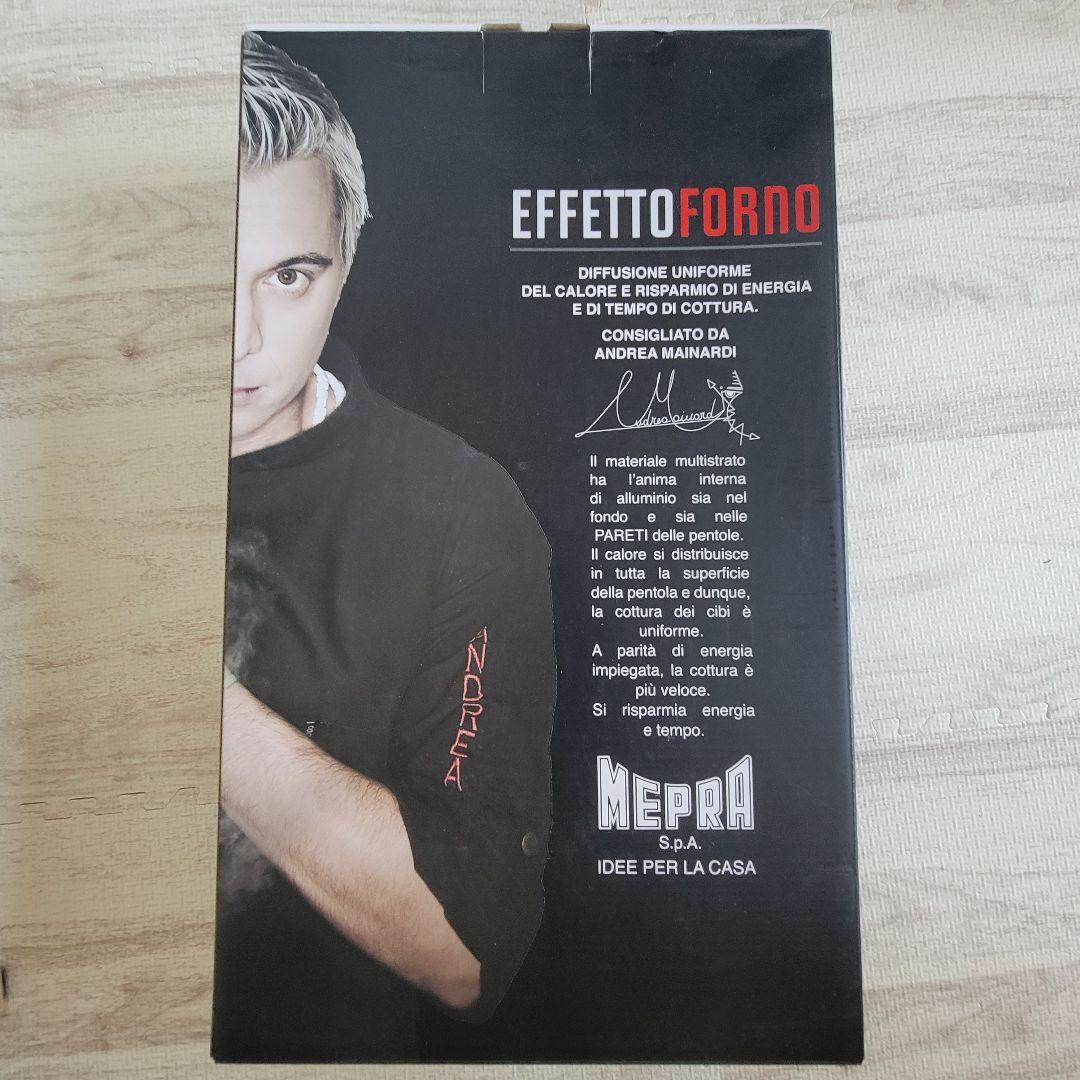 EFFETTOFORNO
DIFFUSIONE UNIFORME
DEL CALORE E RISPARMIO DI ENERGIA
E DI TEMPO DI COTTURA.
CONSIGLIATO DA
ANDREA MAINARDI
Andrea Mainardi
Il materiale multistrato
ha l'anima interna
di alluminio sia nel
fondo e sia nelle
PARETI delle pentole.
Il calore si distribuisce
in tutta la superficie
della pentola e dunque,
la cottura dei cibi è
uniforme.
A parità di energia
impiegata, la cottura è
più veloce.
Si risparmia energia
e tempo.
ANDREA
MEPRA
S.p.A.
IDEE PER LA CASA